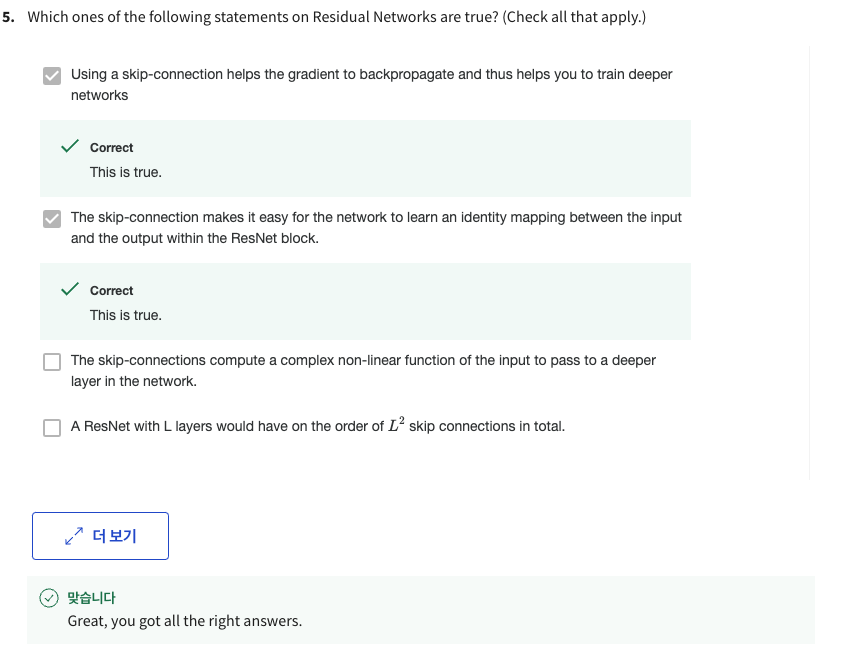 5. Which ones of the following statements on Residual Networks are true? (Check all that apply.)
Using a skip-connection helps the gradient to backpropagate and thus helps you to train deeper
networks
Correct
This is true.
The skip-connection makes it easy for the network to learn an identity mapping between the input
and the output within the ResNet block.
Correct
This is true.
The skip-connections compute a complex non-linear function of the input to pass to a deeper
layer in the network.
A ResNet with L layers would have on the order of L² skip connections in total.
더 보기
맞습니다
Great, you got all the right answers.